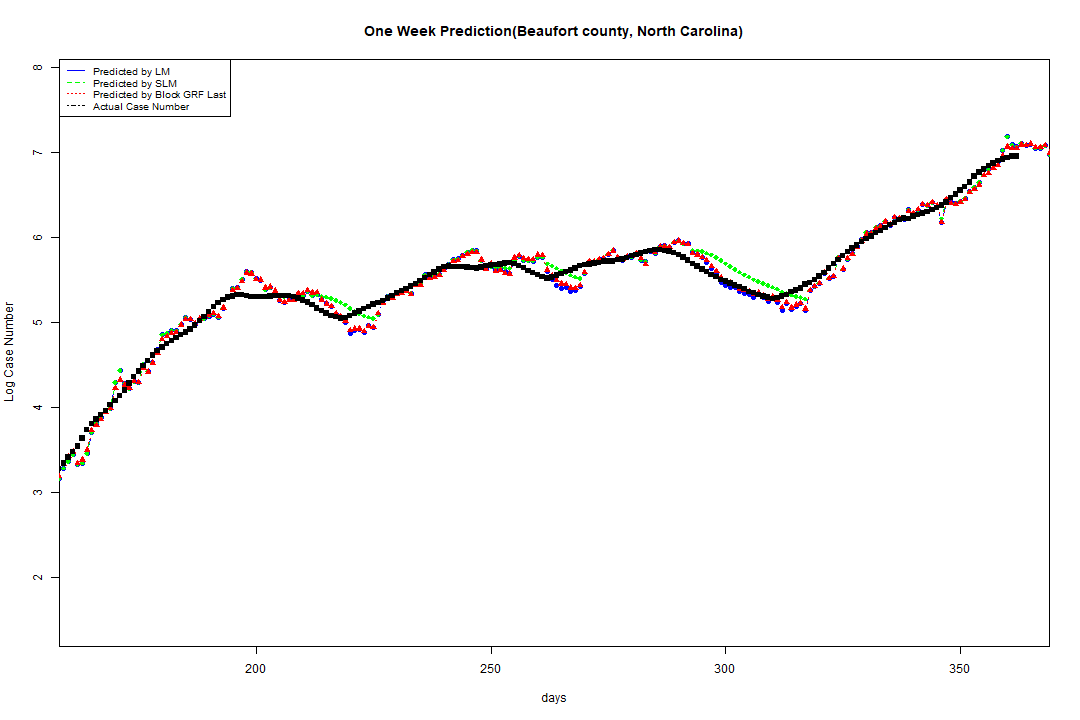 One Week Prediction(Beaufort county, North Carolina)
Predicted by LM
Predicted by SLM
Predicted by Block GRF Last
Actual Case Number
8
7
6
5
4
3
2
Log Case Number
200 250 300 350
days